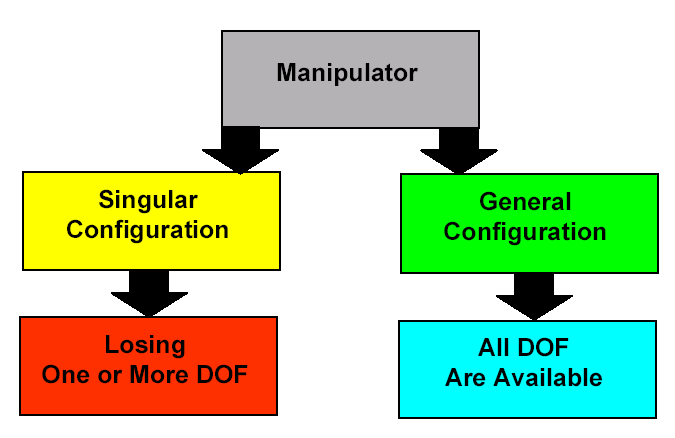 Manipulator
Singular
Configuration
General
Configuration
Losing
One or More DOF
All DOF
Are Available